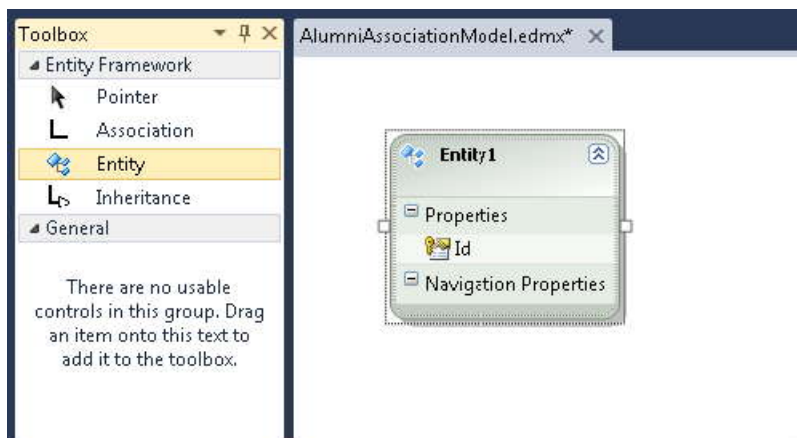 Toolbox
Entity Framework
Pointer
Association
Entity
Inheritance
General
There are no usable
controls in this group. Drag
an item onto this text to
add it to the toolbox.
AlumniAssociationModel.edmx*
Entity1
Properties
Id
Navigation Properties